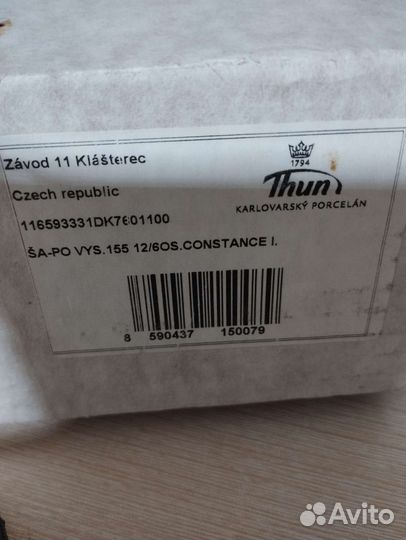 Závod 11 Klášterec
1794
Thun
Czech republic
KARLOVARSKÝ PORCELÁN
116593331DK7601100
ŠA-PO VYS.155 12/6OS.CONSTANCE I.
8 590437 150079
Avito